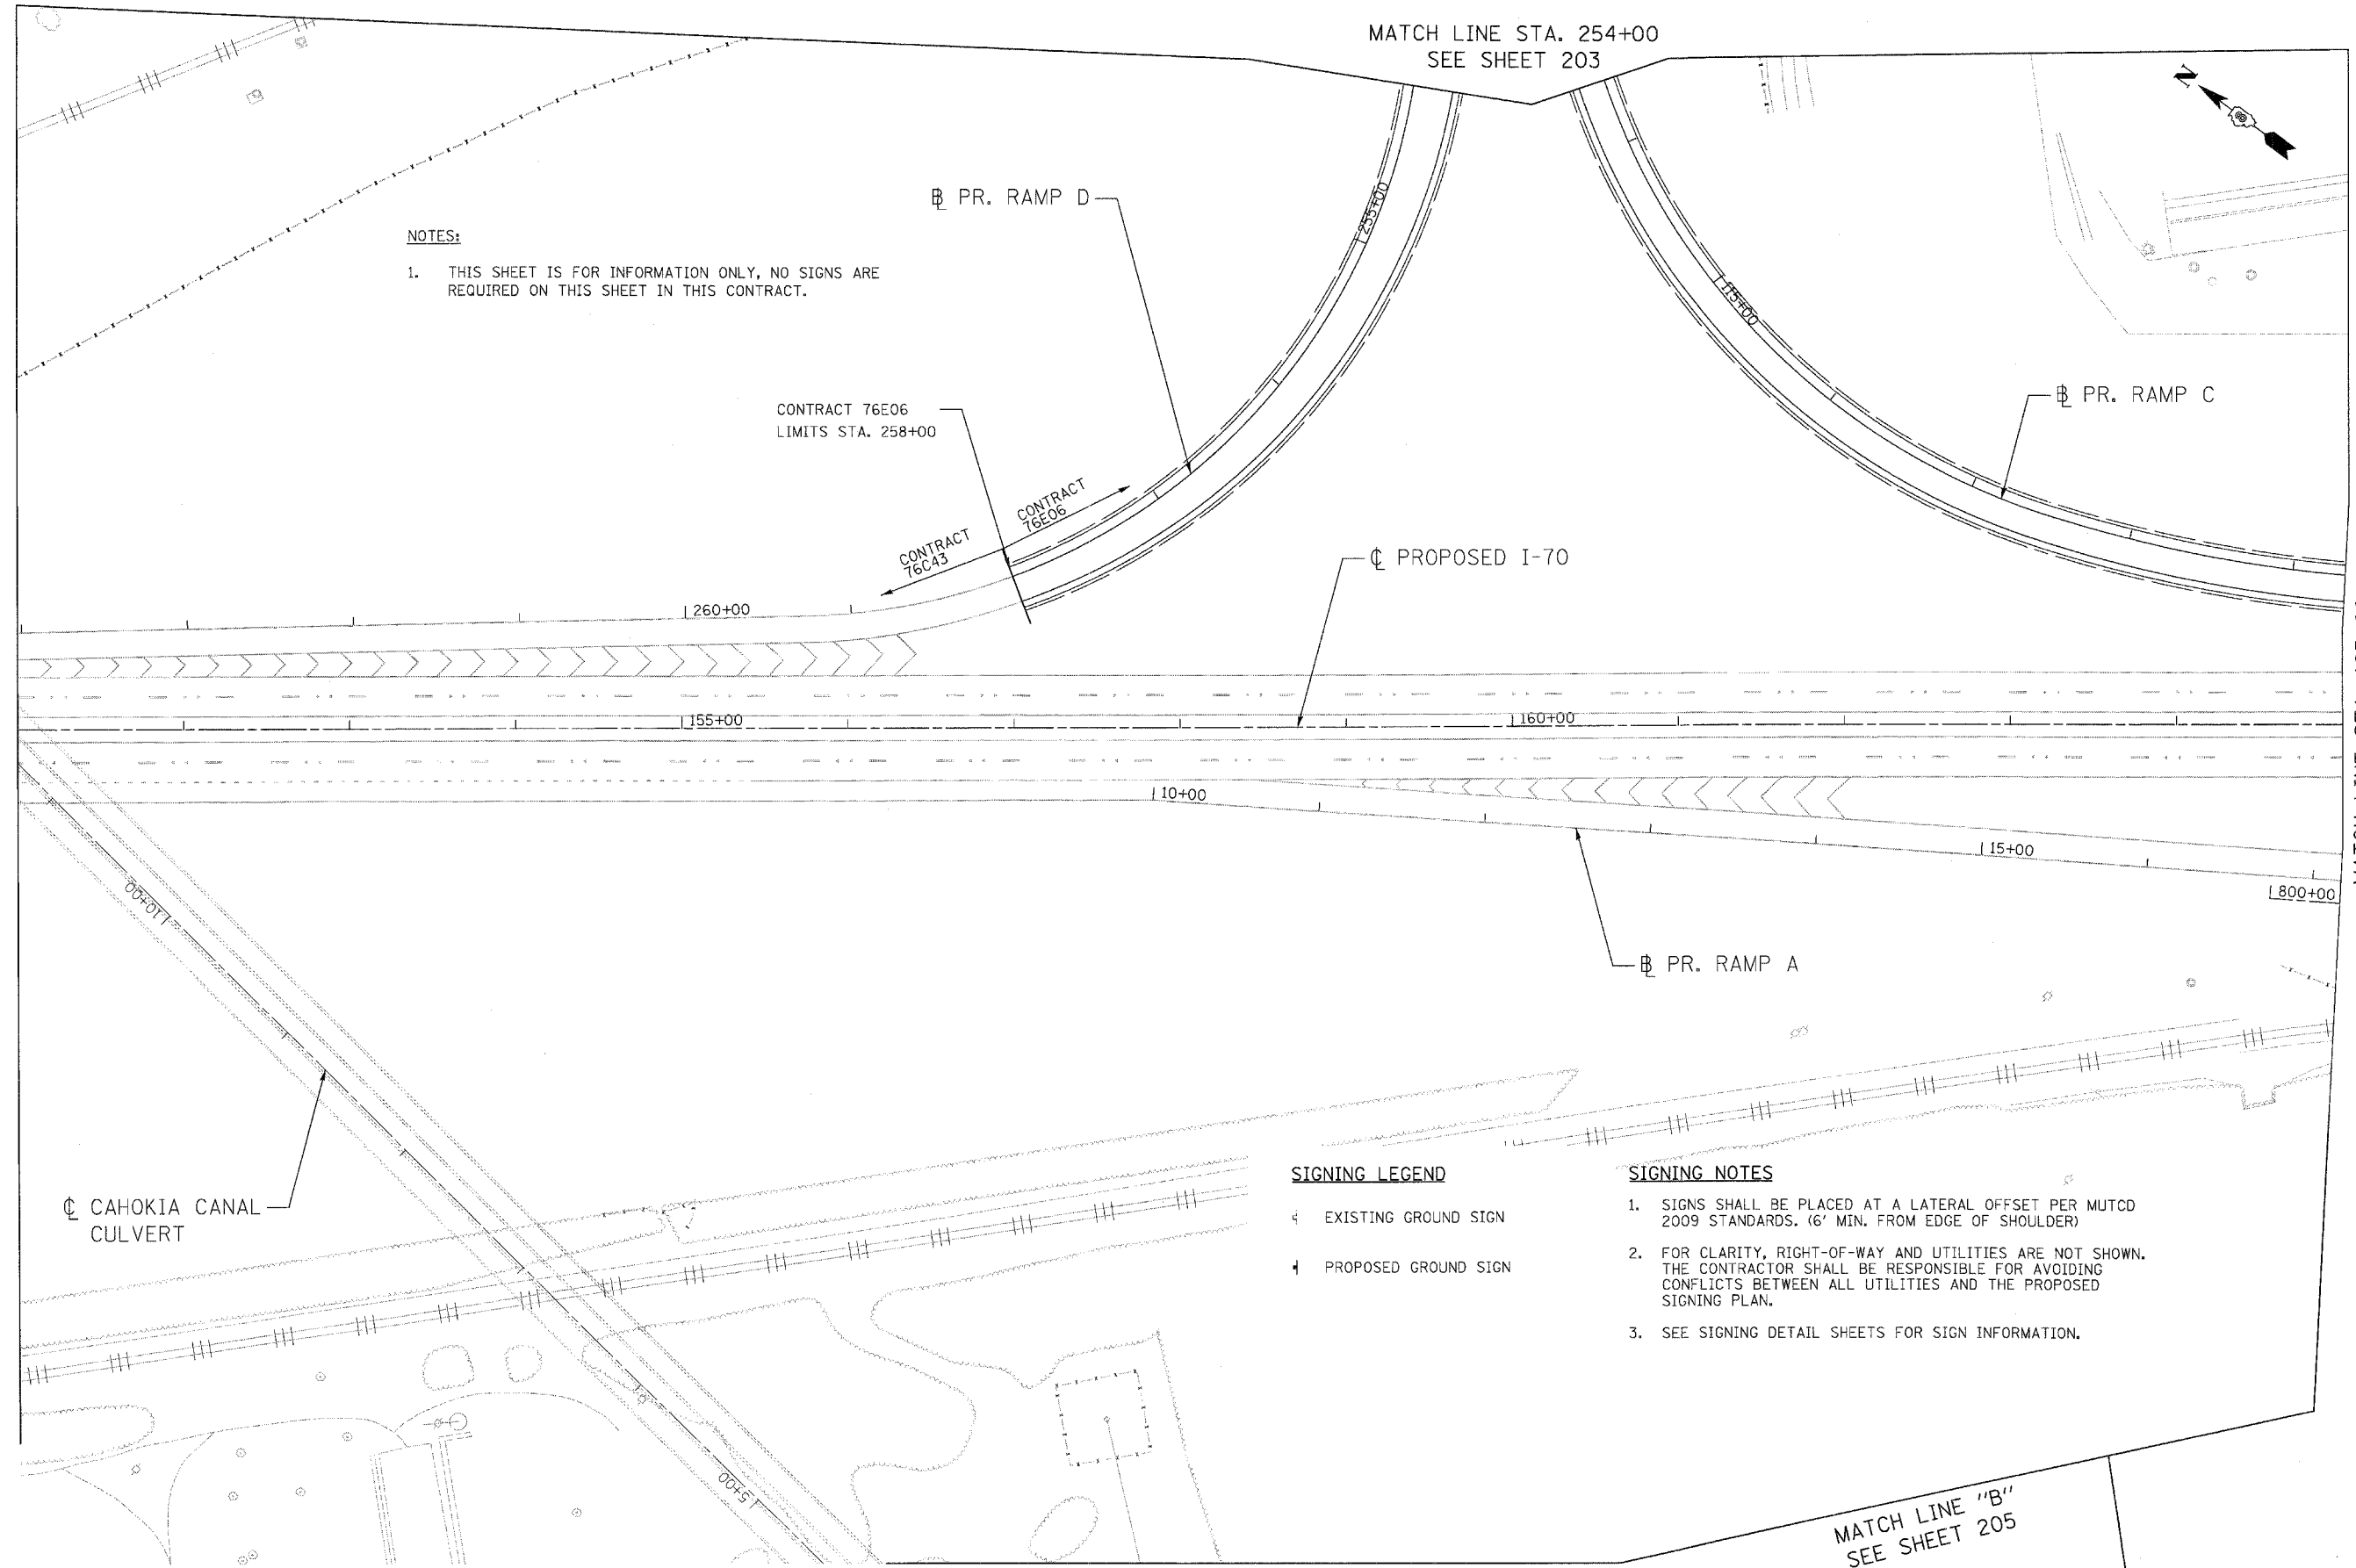 MATCH LINE STA. 254+00
SEE SHEET 203
N
℄ PR. RAMP D
255+00
NOTES:
1. THIS SHEET IS FOR INFORMATION ONLY, NO SIGNS ARE
REQUIRED ON THIS SHEET IN THIS CONTRACT.
115+00
PR. RAMP C
CONTRACT 76E06
LIMITS STA. 258+00
CONTRACT
76E06
CONTRACT
76C43
℄ PROPOSED I-70
260+00
155+00
160+00
10+00
15+00
800+00
PR. RAMP A
10+00
℄ CAHOKIA CANAL
CULVERT
5+00
SIGNING LEGEND
EXISTING GROUND SIGN
PROPOSED GROUND SIGN
SIGNING NOTES
1. SIGNS SHALL BE PLACED AT A LATERAL OFFSET PER MUTCD
2009 STANDARDS. (6' MIN. FROM EDGE OF SHOULDER)
2. FOR CLARITY, RIGHT-OF-WAY AND UTILITIES ARE NOT SHOWN.
THE CONTRACTOR SHALL BE RESPONSIBLE FOR AVOIDING
CONFLICTS BETWEEN ALL UTILITIES AND THE PROPOSED
SIGNING PLAN.
3. SEE SIGNING DETAIL SHEETS FOR SIGN INFORMATION.
MATCH LINE "B"
SEE SHEET 205